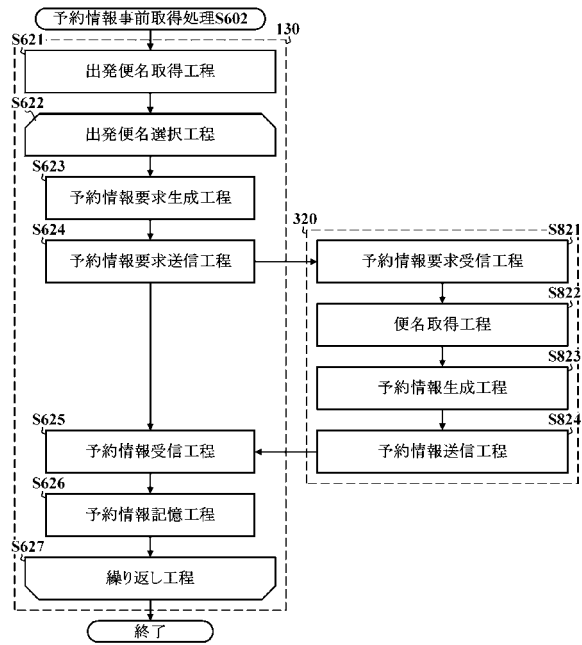 予約情報事前取得処理S602
130
S621
出発便名取得工程
S622
出発便名選択工程
S623
予約情報要求生成工程
S624
予約情報要求送信工程
320
S821
予約情報要求受信工程
S822
便名取得工程
S823
予約情報生成工程
S824
予約情報送信工程
S625
予約情報受信工程
S626
予約情報記憶工程
S627
繰り返し工程
終了